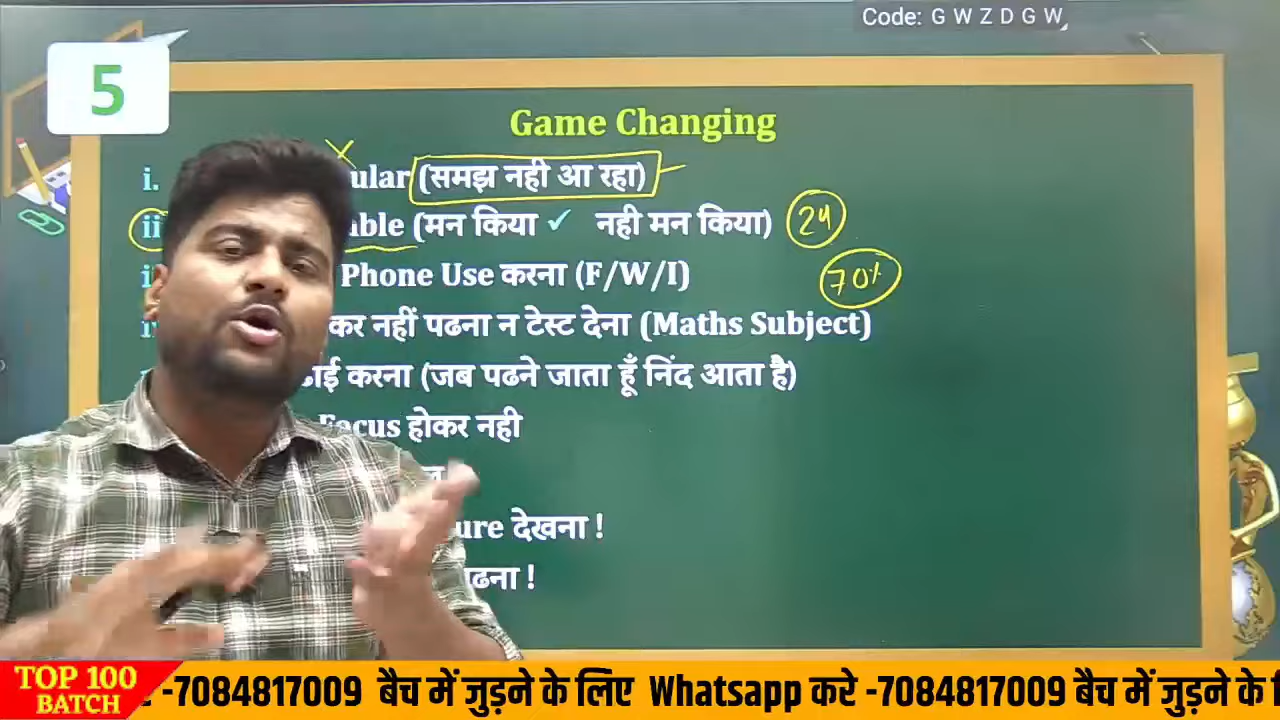 Code: G W Z D G W
5
Game Changing
i. ular (समझ नही आ रहा)
ii able (मन किया ✓ नही मन किया) 24
Phone Use करना (F/W/I) 70%
कर नहीं पढना न टेस्ट देना (Maths Subject)
करना (जब पढने जाता हूँ निंद आता है)
Focus होकर नही
ure देखना !
पढना !
TOP 100
BATCH
-7084817009 बैच में जुड़ने के लिए Whatsapp करे -7084817009 बैच में जुड़ने के